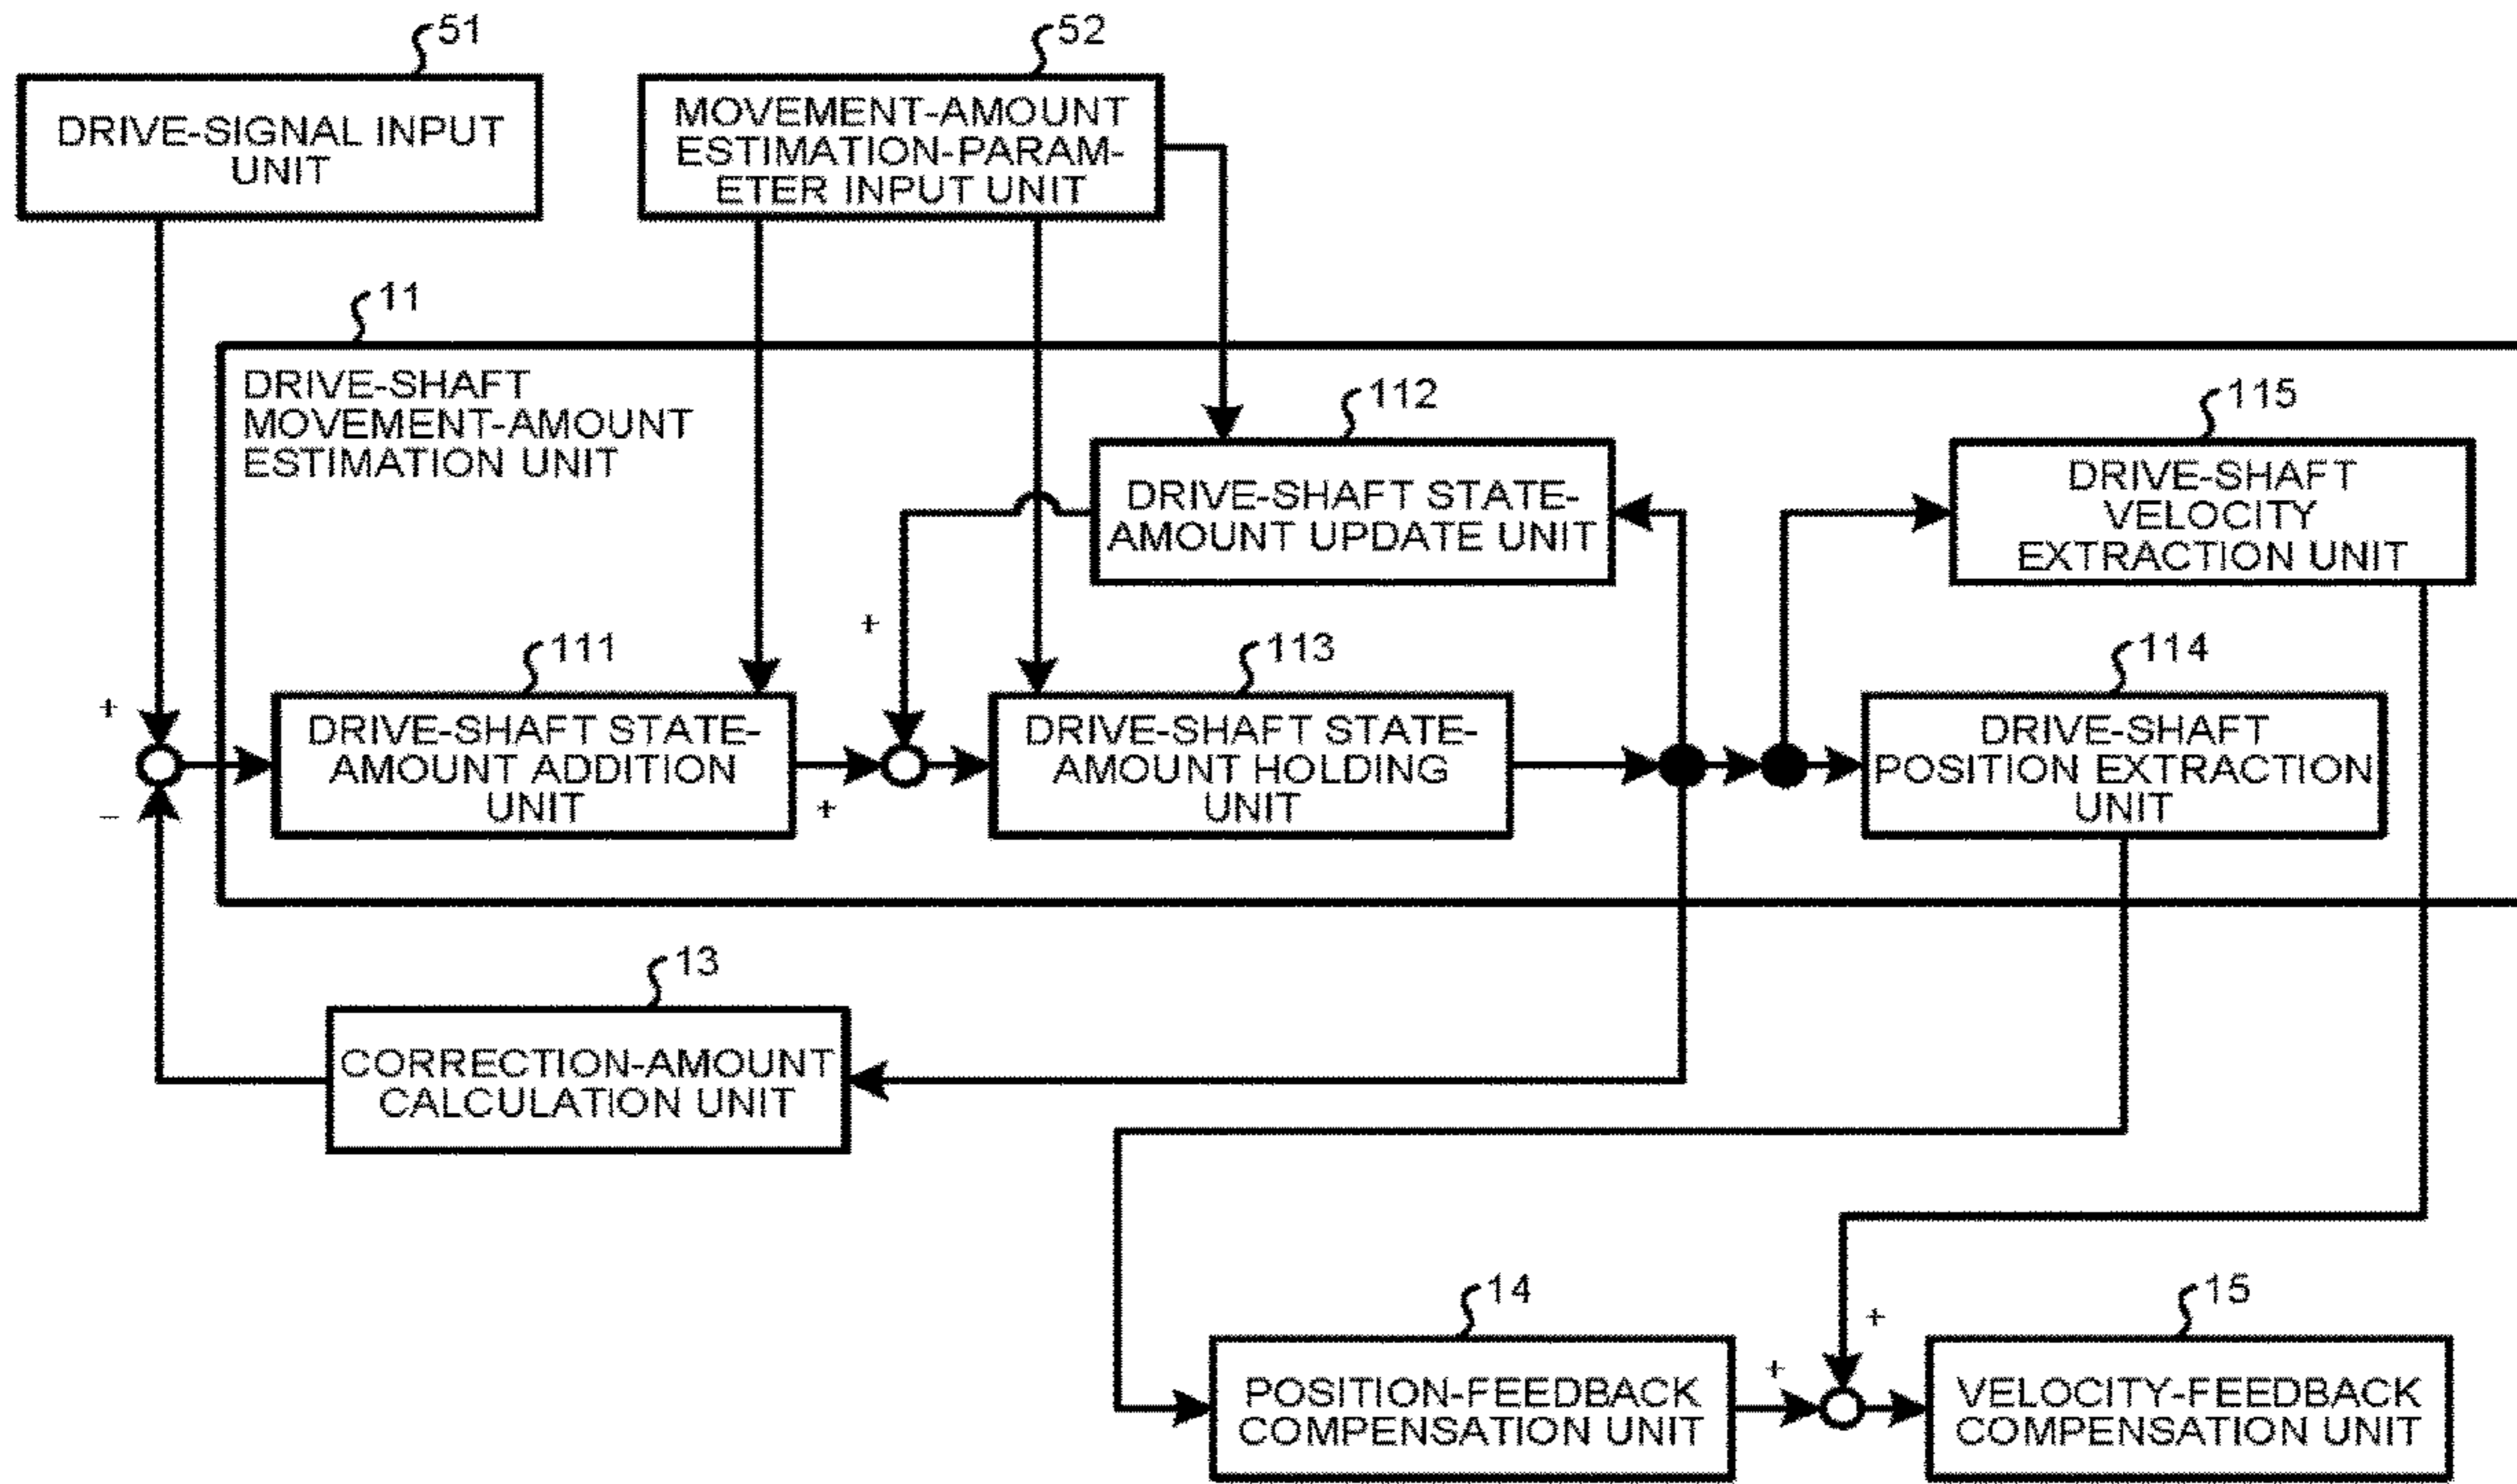 51
52
DRIVE-SIGNAL INPUT
UNIT
MOVEMENT-AMOUNT
ESTIMATION-PARAM-
ETER INPUT UNIT
11
DRIVE-SHAFT
MOVEMENT-AMOUNT
ESTIMATION UNIT
112
DRIVE-SHAFT STATE-
AMOUNT UPDATE UNIT
115
DRIVE-SHAFT
VELOCITY
EXTRACTION UNIT
+
111
DRIVE-SHAFT STATE-
AMOUNT ADDITION
UNIT
+
113
DRIVE-SHAFT STATE-
AMOUNT HOLDING
UNIT
114
DRIVE-SHAFT
POSITION EXTRACTION
UNIT
+
−
13
CORRECTION-AMOUNT
CALCULATION UNIT
14
POSITION-FEEDBACK
COMPENSATION UNIT
+
+
15
VELOCITY-FEEDBACK
COMPENSATION UNIT